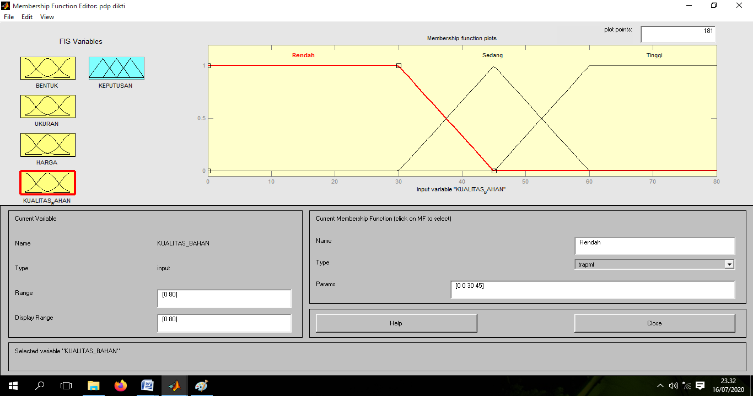 Membership Function Editor: pdp dikti
File Edit View
FIS Variables
BENTUK
KEPUTUSAN
UKURAN
HARGA
KUALITAS_AHAN
plot points:
181
Membership function plots
Rendah
Sedang
Tinggi
1
0.5
0
0 10 20 30 40 50 60 70 80
input variable "KUALITAS_AHAN"
Current Variable
Name
KUALITAS_BAHAN
Type
input
Range
[0 80]
Display Range
[0 80]
Current Membership Function (click on MF to select)
Name
Rendah
Type
trapmf
Params
[0 0 30 45]
Help
Close
Selected variable "KUALITAS_BAHAN"
23.32
16/07/2020